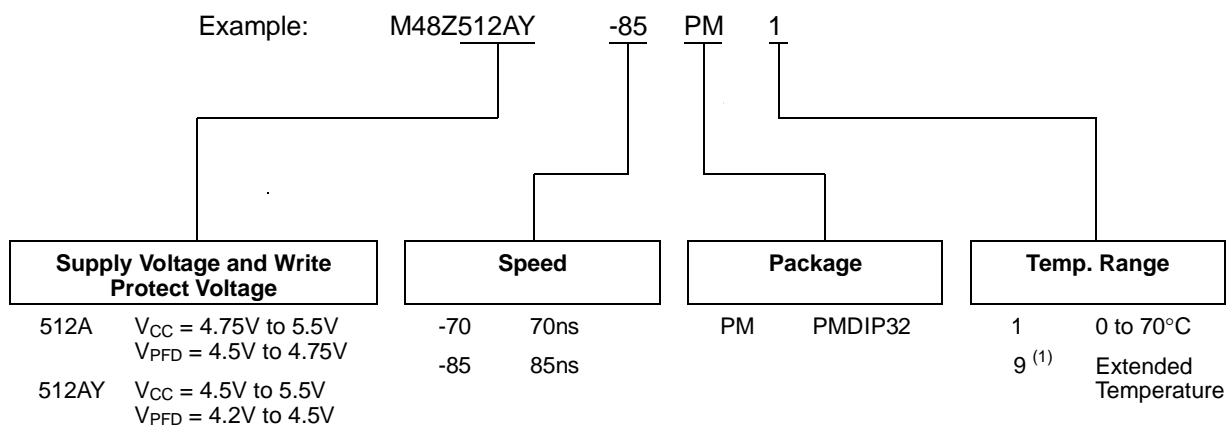 Example: M48Z512AY -85 PM 1
Supply Voltage and Write Protect Voltage
512A VCC = 4.75V to 5.5V
VPFD = 4.5V to 4.75V
512AY VCC = 4.5V to 5.5V
VPFD = 4.2V to 4.5V
Speed
-70 70ns
-85 85ns
Package
PM PMDIP32
Temp. Range
1 0 to 70°C
9 (1) Extended
Temperature